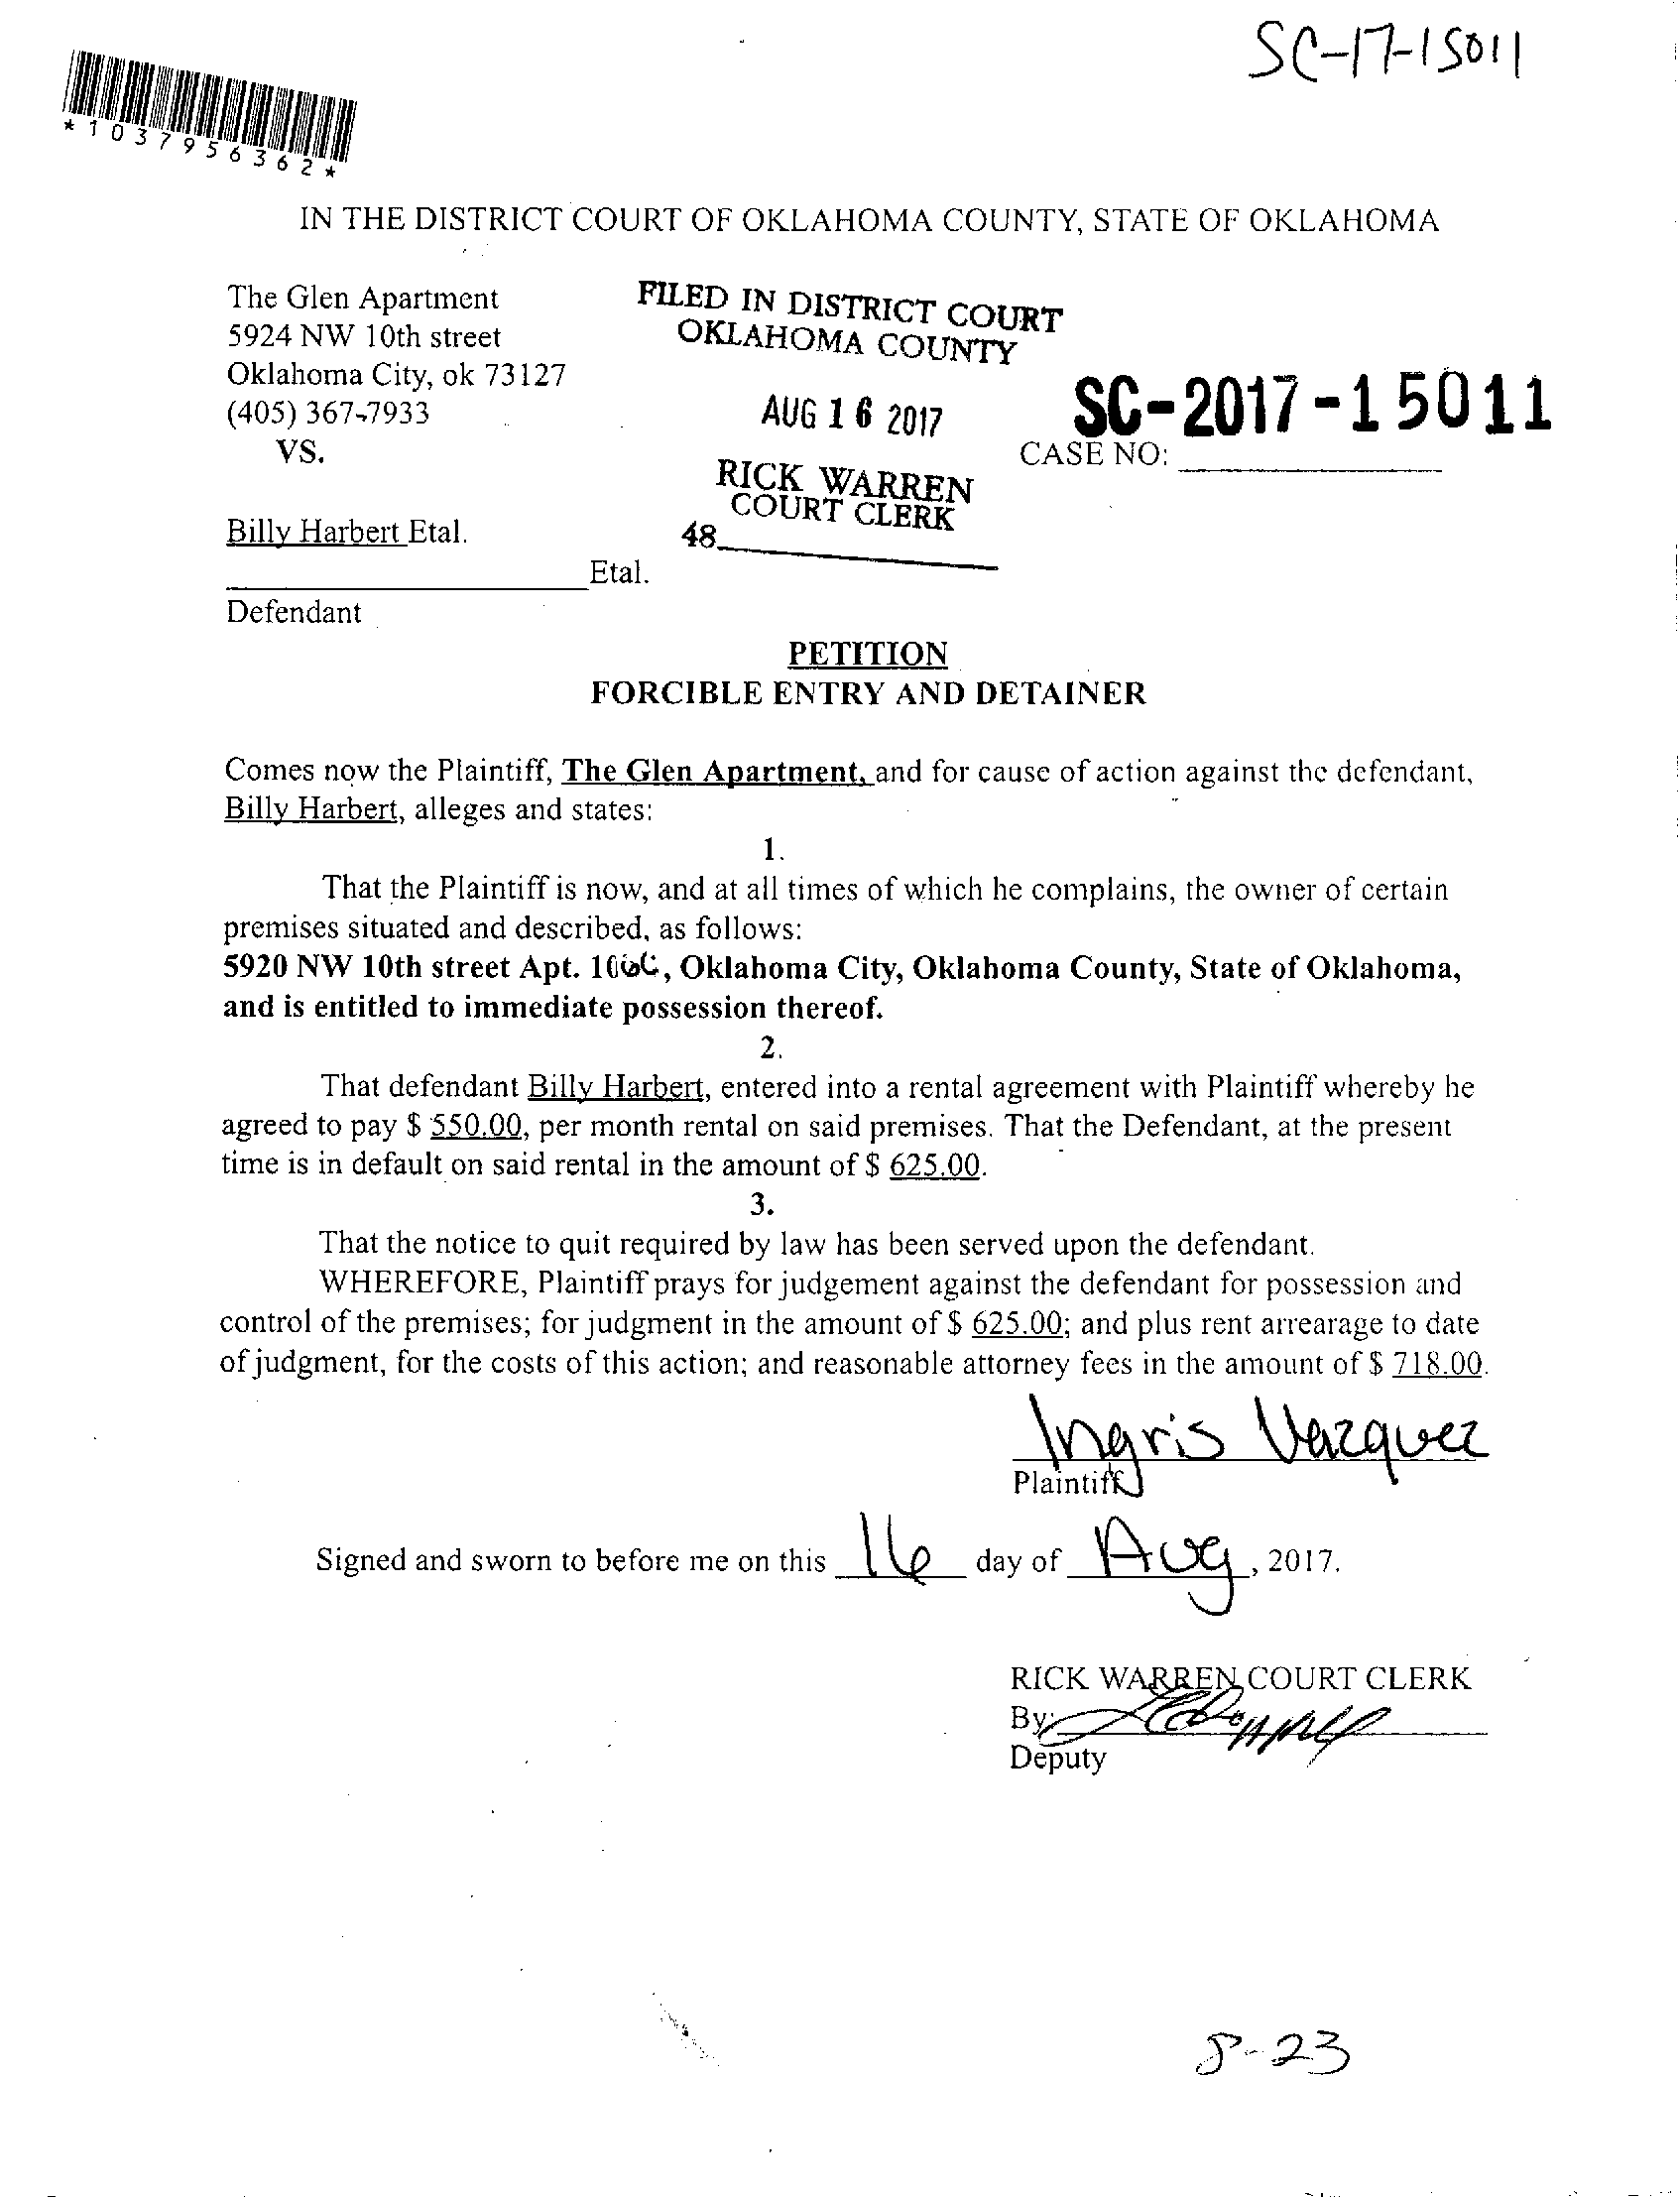 SC-17-15011
*1037956362*
IN THE DISTRICT COURT OF OKLAHOMA COUNTY, STATE OF OKLAHOMA
The Glen Apartment
5924 NW 10th street
Oklahoma City, ok 73127
(405) 367-7933
VS.
FILED IN DISTRICT COURT
OKLAHOMA COUNTY
AUG 16 2017
RICK WARREN
COURT CLERK
48
SC-2017-15011
CASE NO:
Billy Harbert Etal.
Etal.
Defendant
PETITION
FORCIBLE ENTRY AND DETAINER
Comes now the Plaintiff, The Glen Apartment, and for cause of action against the defendant,
Billy Harbert, alleges and states:
1.
That the Plaintiff is now, and at all times of which he complains, the owner of certain
premises situated and described, as follows:
5920 NW 10th street Apt. , Oklahoma City, Oklahoma County, State of Oklahoma,
and is entitled to immediate possession thereof.
2.
That defendant Billy Harbert, entered into a rental agreement with Plaintiff whereby he
agreed to pay $ 550.00, per month rental on said premises. That the Defendant, at the present
time is in default on said rental in the amount of $ 625.00.
3.
That the notice to quit required by law has been served upon the defendant.
WHEREFORE, Plaintiff prays for judgement against the defendant for possession and
control of the premises; for judgment in the amount of $ 625.00; and plus rent arrearage to date
of judgment, for the costs of this action; and reasonable attorney fees in the amount of $ 718.00.
Ingris Vazquez
Plaintiff
Signed and sworn to before me on this 16 day of Aug, 2017.
RICK WARREN COURT CLERK
By:
Deputy
8-23